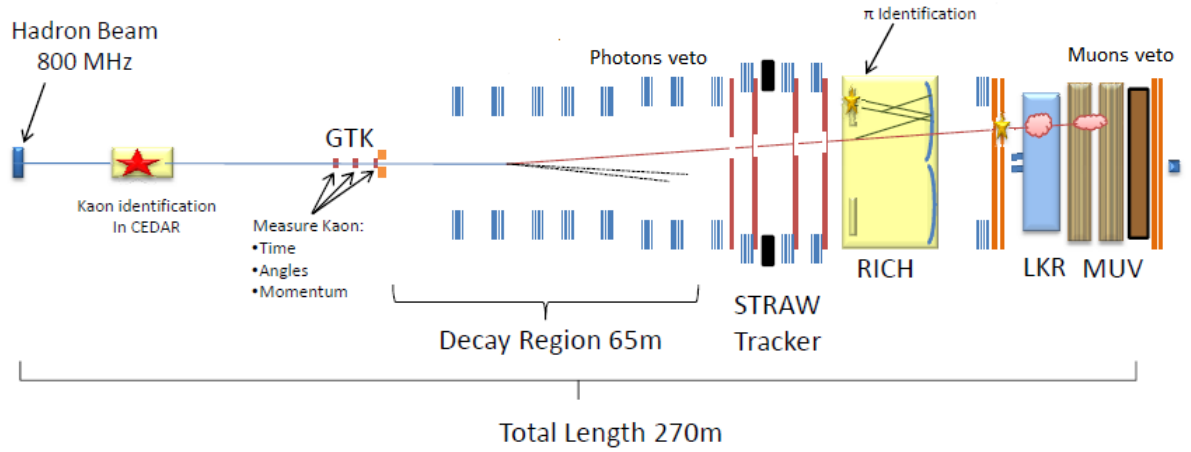 π Identification
Hadron Beam
800 MHz
Photons veto
Muons veto
GTK
Kaon identification
In CEDAR
Measure Kaon:
•Time
•Angles
•Momentum
RICH
LKR
MUV
STRAW
Tracker
Decay Region 65m
Total Length 270m